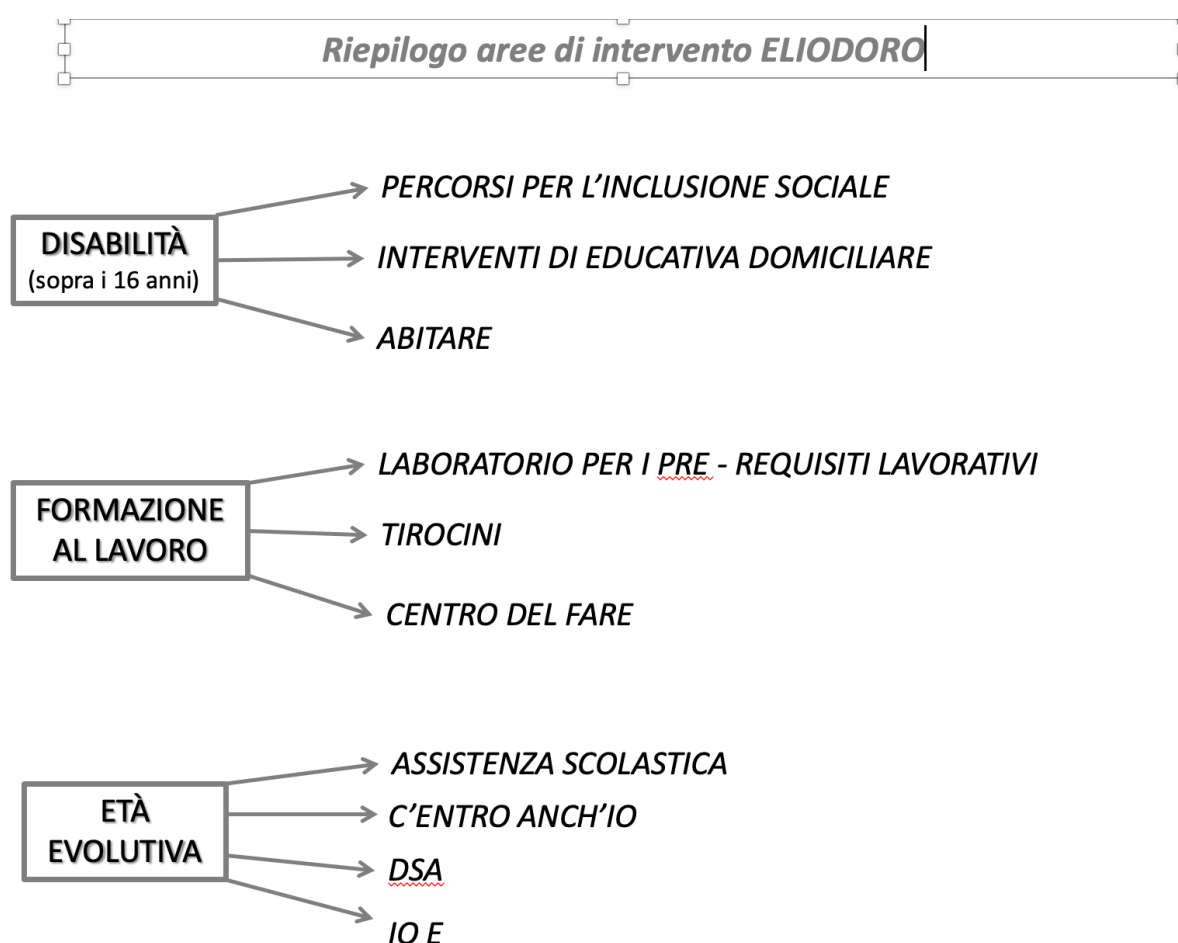 Riepilogo aree di intervento ELIODORO
DISABILITÀ
(sopra i 16 anni)
PERCORSI PER L’INCLUSIONE SOCIALE
INTERVENTI DI EDUCATIVA DOMICILIARE
ABITARE
FORMAZIONE
AL LAVORO
LABORATORIO PER I PRE - REQUISITI LAVORATIVI
TIROCINI
CENTRO DEL FARE
ETÀ
EVOLUTIVA
ASSISTENZA SCOLASTICA
C’ENTRO ANCH’IO
DSA
IO E